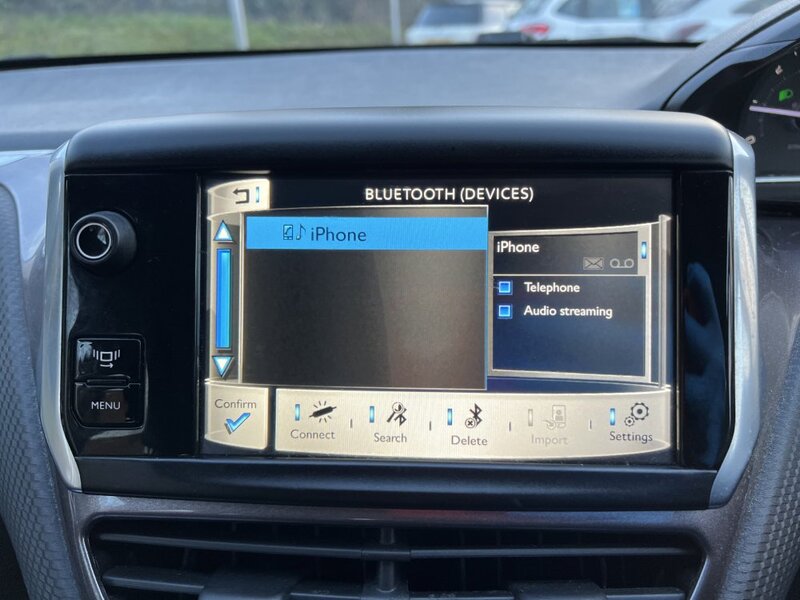 BLUETOOTH (DEVICES)
iPhone
iPhone
Telephone
Audio streaming
MENU
Confirm
Connect
Search
Delete
Import
Settings